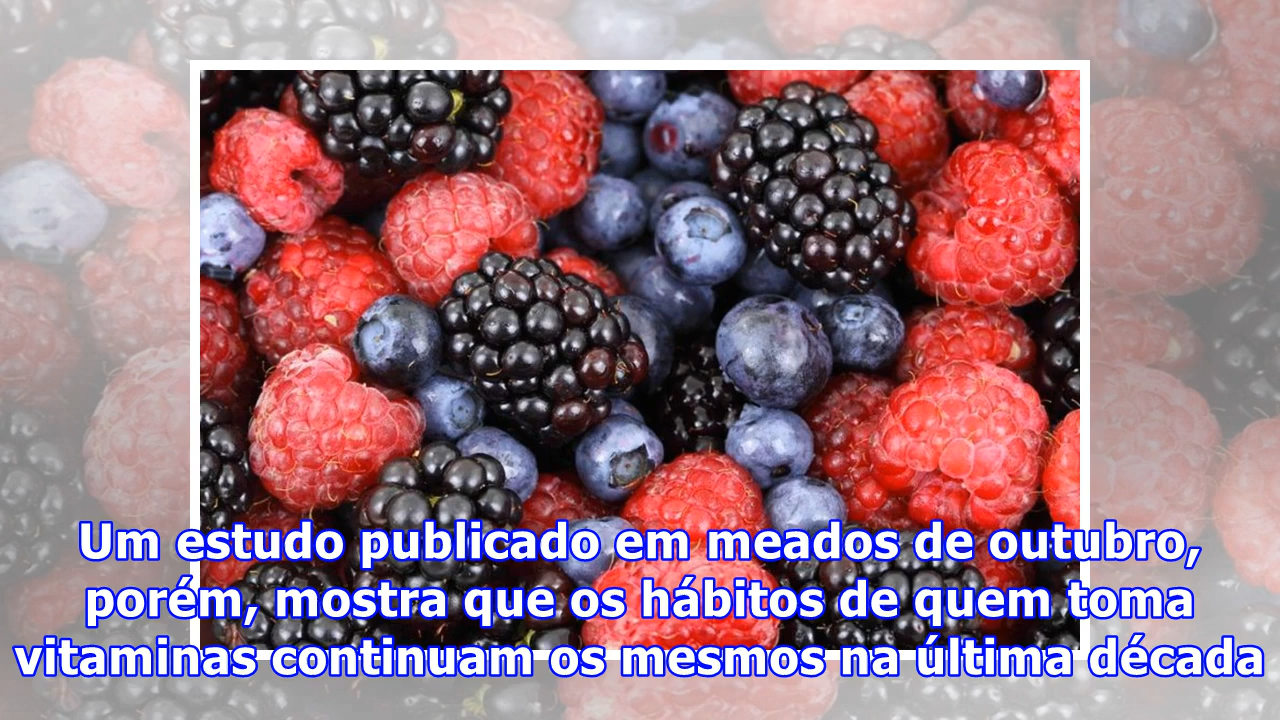 Um estudo publicado em meados de outubro,
porém, mostra que os hábitos de quem toma
vitaminas continuam os mesmos na última década